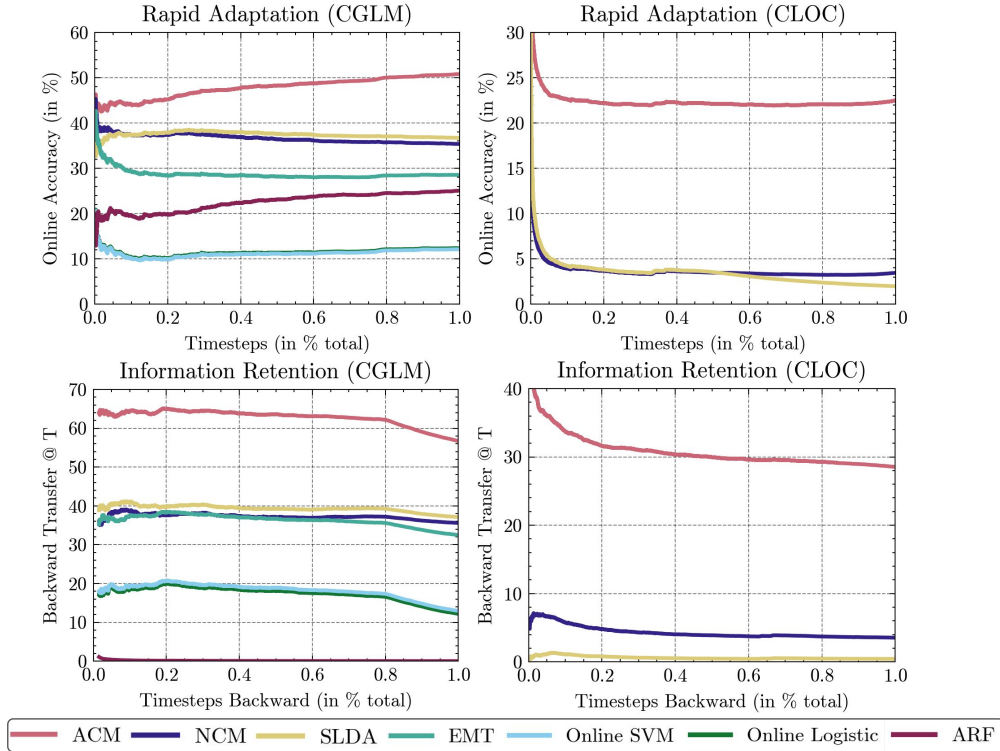 Rapid Adaptation (CGLM)
60
50
40
30
20
10
0
Online Accuracy (in %)
0.0 0.2 0.4 0.6 0.8 1.0
Timesteps (in % total)
Rapid Adaptation (CLOC)
30
25
20
15
10
5
0
Online Accuracy (in %)
0.0 0.2 0.4 0.6 0.8 1.0
Timesteps (in % total)
Information Retention (CGLM)
70
60
50
40
30
20
10
0
Backward Transfer @ T
0.0 0.2 0.4 0.6 0.8 1.0
Timesteps Backward (in % total)
Information Retention (CLOC)
40
30
20
10
0
Backward Transfer @ T
0.0 0.2 0.4 0.6 0.8 1.0
Timesteps Backward (in % total)
ACM NCM SLDA EMT Online SVM Online Logistic ARF